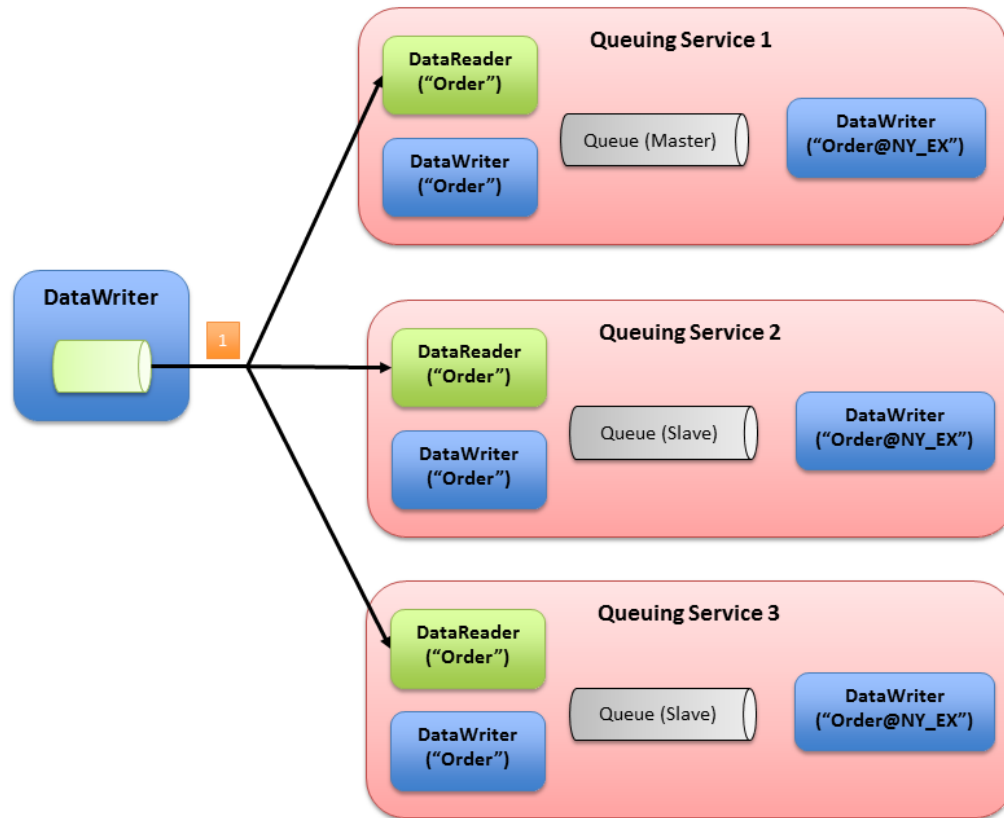 Queuing Service 1
DataReader
(“Order”)
DataWriter
(“Order”)
Queue (Master)
DataWriter
(“Order@NY_EX”)
DataWriter
1
Queuing Service 2
DataReader
(“Order”)
DataWriter
(“Order”)
Queue (Slave)
DataWriter
(“Order@NY_EX”)
Queuing Service 3
DataReader
(“Order”)
DataWriter
(“Order”)
Queue (Slave)
DataWriter
(“Order@NY_EX”)